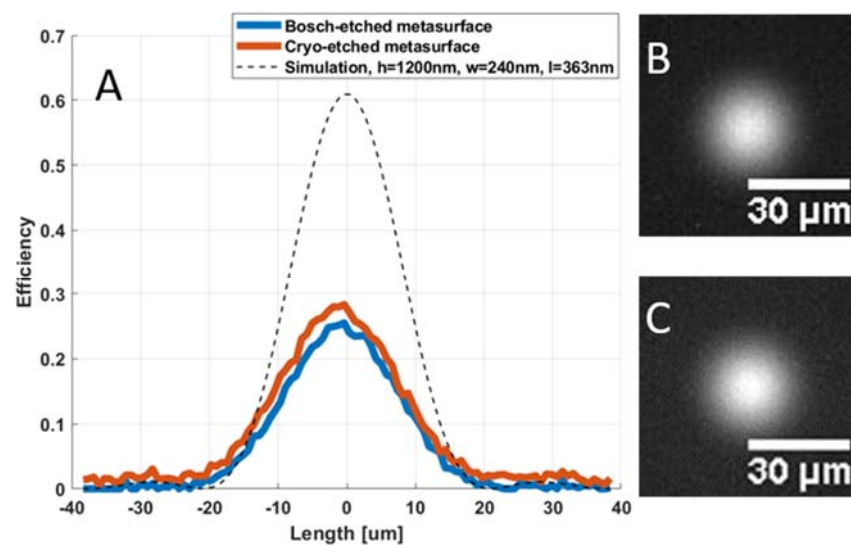 Bosch-etched metasurface
Cryo-etched metasurface
Simulation, h=1200nm, w=240nm, l=363nm
A
0.7
0.6
0.5
0.4
0.3
0.2
0.1
0
Efficiency
-40
-30
-20
-10
0
10
20
30
40
Length [um]
B
30 µm
C
30 µm